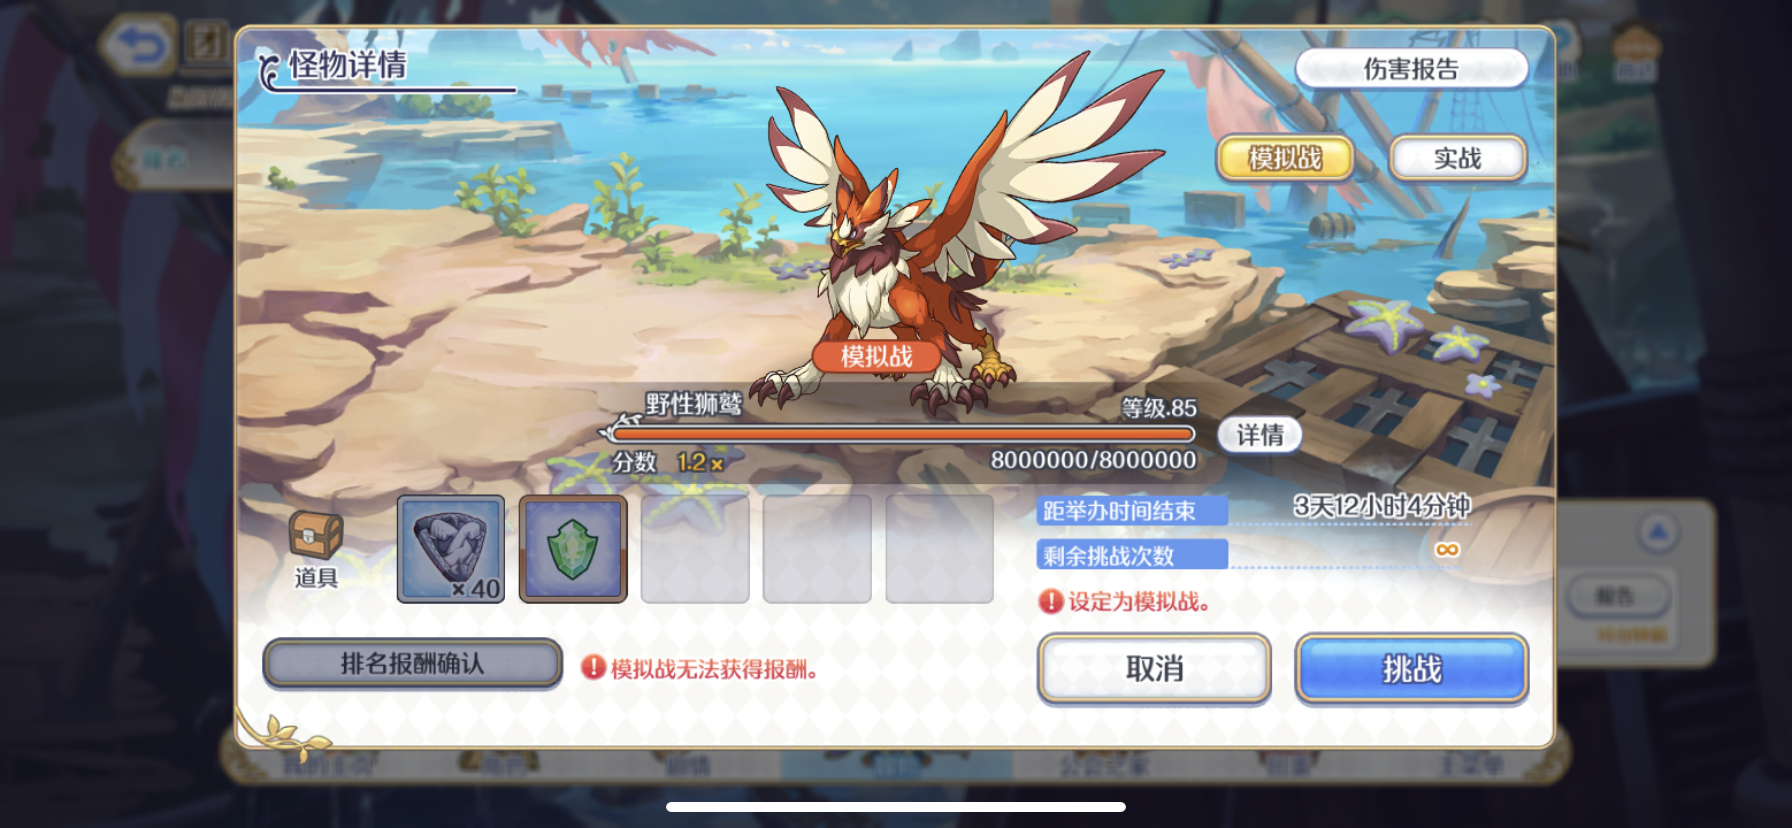 怪物详情
伤害报告
模拟战
实战
模拟战
野性狮鹫
等级.85
详情
分数 1.2×
8000000/8000000
道具
×40
距举办时间结束 3天12小时4分钟
剩余挑战次数 ∞
设定为模拟战。
排名报酬确认
模拟战无法获得报酬。
取消
挑战